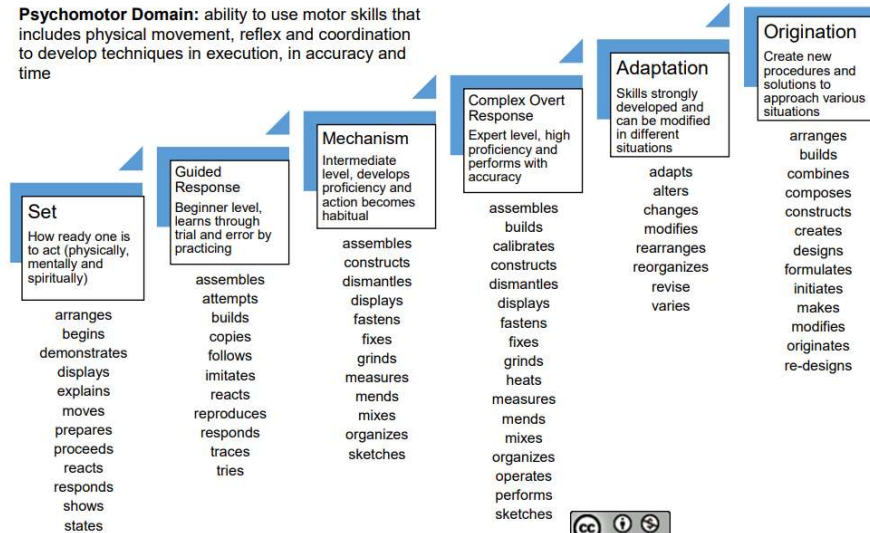 Psychomotor Domain: ability to use motor skills that
includes physical movement, reflex and coordination
to develop techniques in execution, in accuracy and
time
Set
How ready one is
to act (physically,
mentally and
spiritually)
arranges
begins
demonstrates
displays
explains
moves
prepares
proceeds
reacts
responds
shows
states
Guided
Response
Beginner level,
learns through
trial and error by
practicing
assembles
attempts
builds
copies
follows
imitates
reacts
reproduces
responds
traces
tries
Mechanism
Intermediate
level, develops
proficiency and
action becomes
habitual
assembles
constructs
dismantles
displays
fastens
fixes
grinds
measures
mends
mixes
organizes
sketches
Complex Overt
Response
Expert level, high
proficiency and
performs with
accuracy
assembles
builds
calibrates
constructs
dismantles
displays
fastens
fixes
grinds
heats
measures
mends
mixes
organizes
operates
performs
sketches
Adaptation
Skills strongly
developed and
can be modified
in different
situations
adapts
alters
changes
modifies
rearranges
reorganizes
revise
varies
Origination
Create new
procedures and
solutions to
approach various
situations
arranges
builds
combines
composes
constructs
creates
designs
formulates
initiates
makes
modifies
originates
re-designs
cc